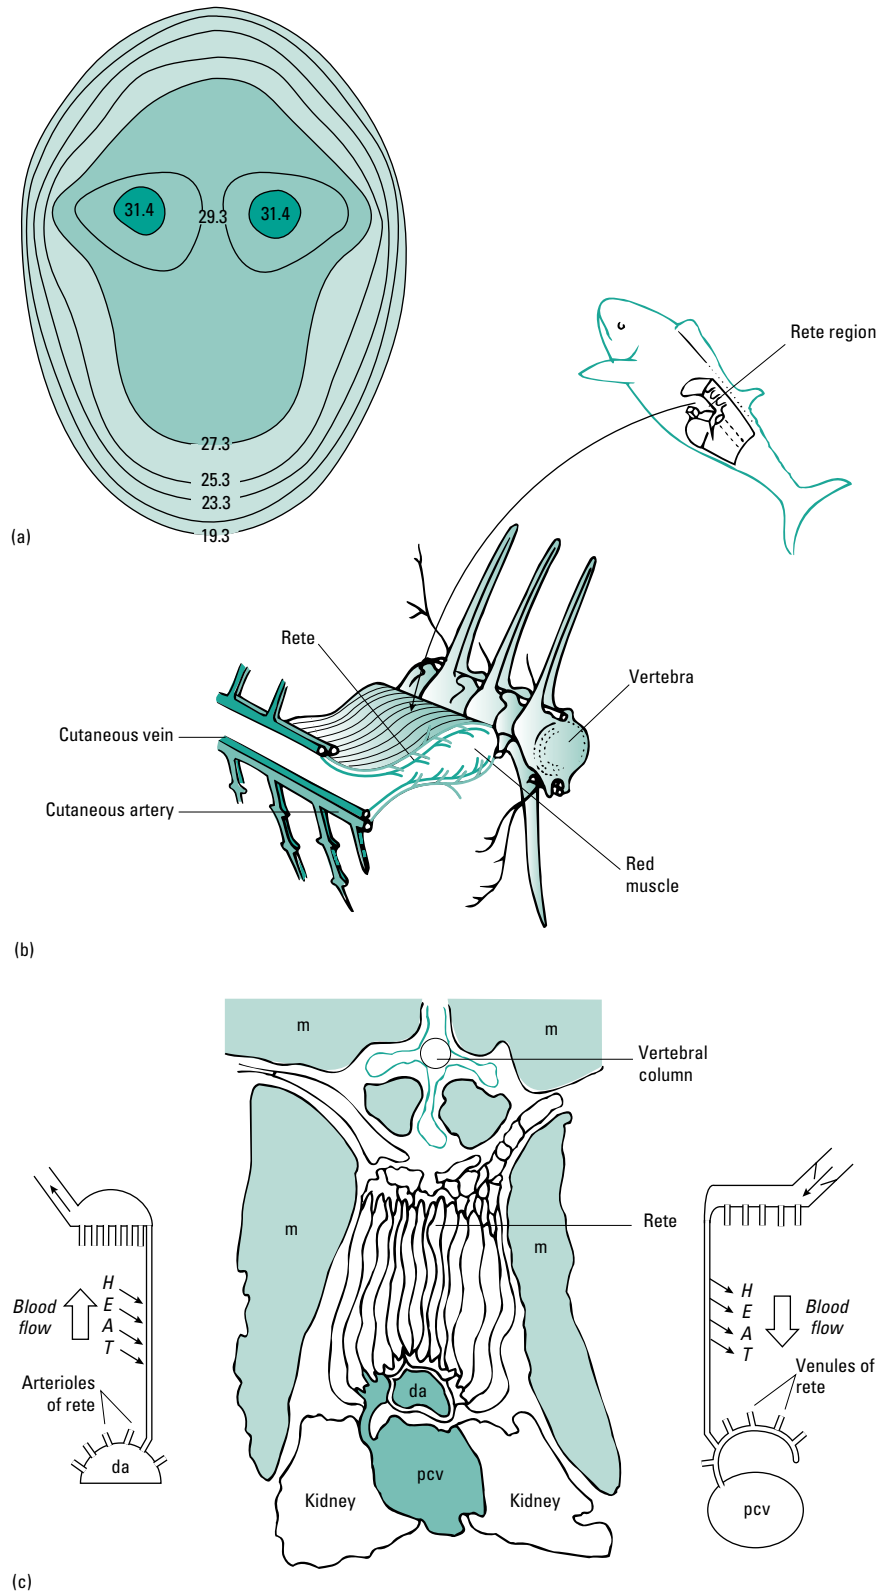 31.4
29.3
31.4
27.3
25.3
23.3
19.3
(a)
Rete region
Rete
Vertebra
Cutaneous vein
Cutaneous artery
Red
muscle
(b)
m
m
Vertebral
column
m
Rete
m
H
E
A
T
Blood
flow
Arterioles
of rete
da
da
pcv
Kidney
Kidney
H
E
A
T
Blood
flow
Venules of
rete
pcv
(c)